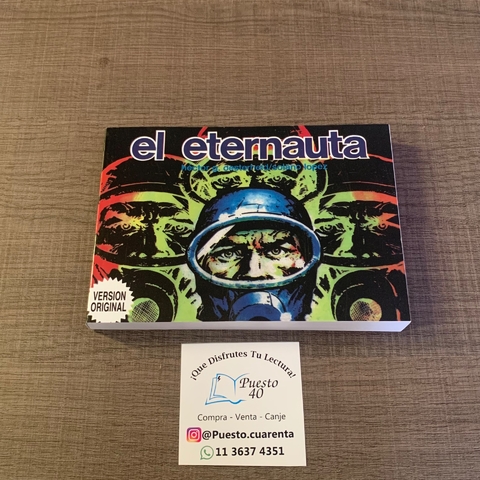 el eternauta
VERSION
ORIGINAL
¡Que Disfrutes Tu Lectura!
Puesto
40
Compra - Venta - Canje
@Puesto.cuarenta
11 3637 4351